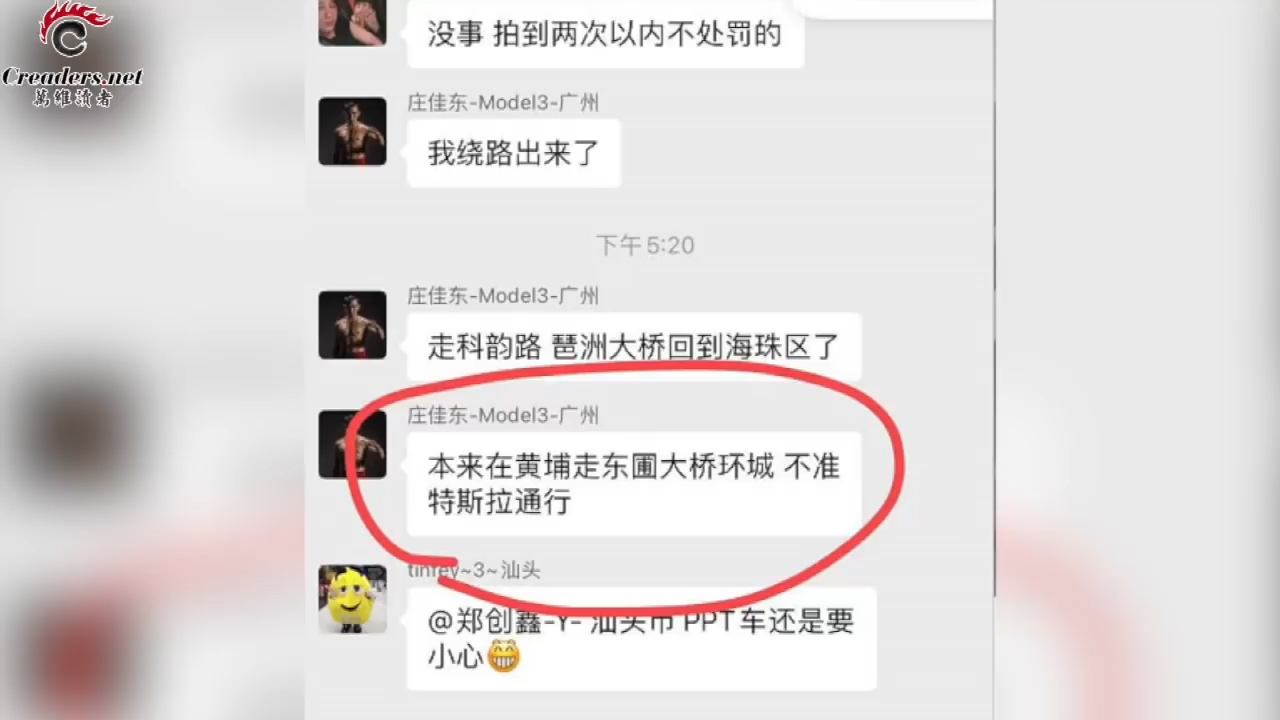 Creaders.net
萬維讀者
没事 拍到两次以内不处罚的
庄佳东-Model3-广州
我绕路出来了
下午5:20
庄佳东-Model3-广州
走科韵路 琶洲大桥回到海珠区了
庄佳东-Model3-广州
本来在黄埔走东圃大桥环城 不准
特斯拉通行
tinfey~3~汕头
@郑创鑫-Y- 汕头市 PPT车还是要
小心